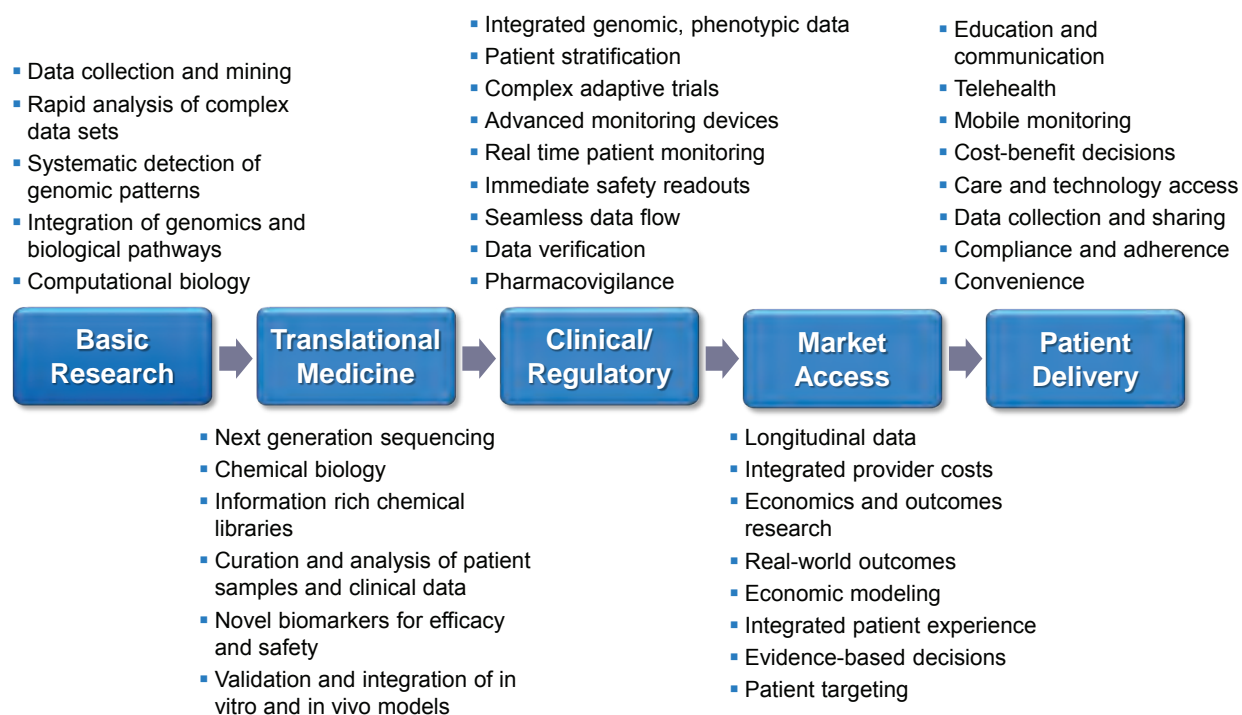 ▪ Data collection and mining
▪ Rapid analysis of complex
data sets
▪ Systematic detection of
genomic patterns
▪ Integration of genomics and
biological pathways
▪ Computational biology
▪ Integrated genomic, phenotypic data
▪ Patient stratification
▪ Complex adaptive trials
▪ Advanced monitoring devices
▪ Real time patient monitoring
▪ Immediate safety readouts
▪ Seamless data flow
▪ Data verification
▪ Pharmacovigilance
▪ Education and
communication
▪ Telehealth
▪ Mobile monitoring
▪ Cost-benefit decisions
▪ Care and technology access
▪ Data collection and sharing
▪ Compliance and adherence
▪ Convenience
Basic
Research
Translational
Medicine
Clinical/
Regulatory
Market
Access
Patient
Delivery
▪ Next generation sequencing
▪ Chemical biology
▪ Information rich chemical
libraries
▪ Curation and analysis of patient
samples and clinical data
▪ Novel biomarkers for efficacy
and safety
▪ Validation and integration of in
vitro and in vivo models
▪ Longitudinal data
▪ Integrated provider costs
▪ Economics and outcomes
research
▪ Real-world outcomes
▪ Economic modeling
▪ Integrated patient experience
▪ Evidence-based decisions
▪ Patient targeting